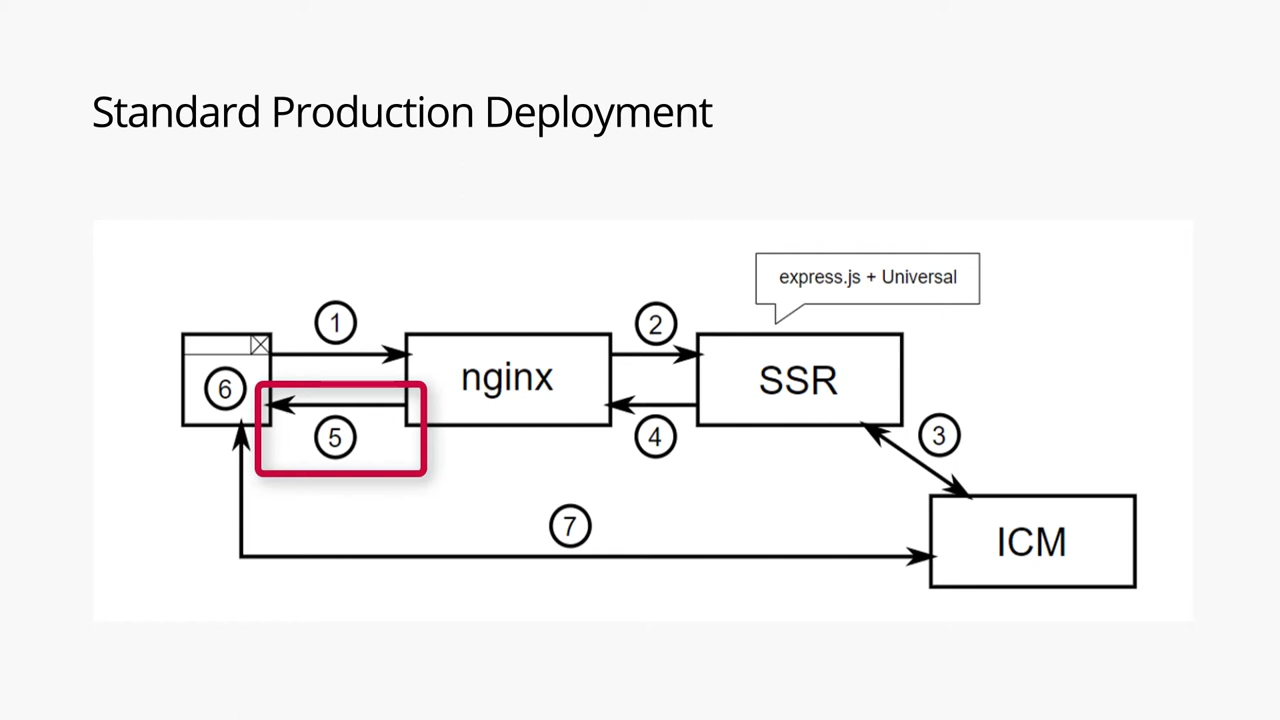 Standard Production Deployment
express.js + Universal
1
2
6
nginx
SSR
5
4
3
7
ICM